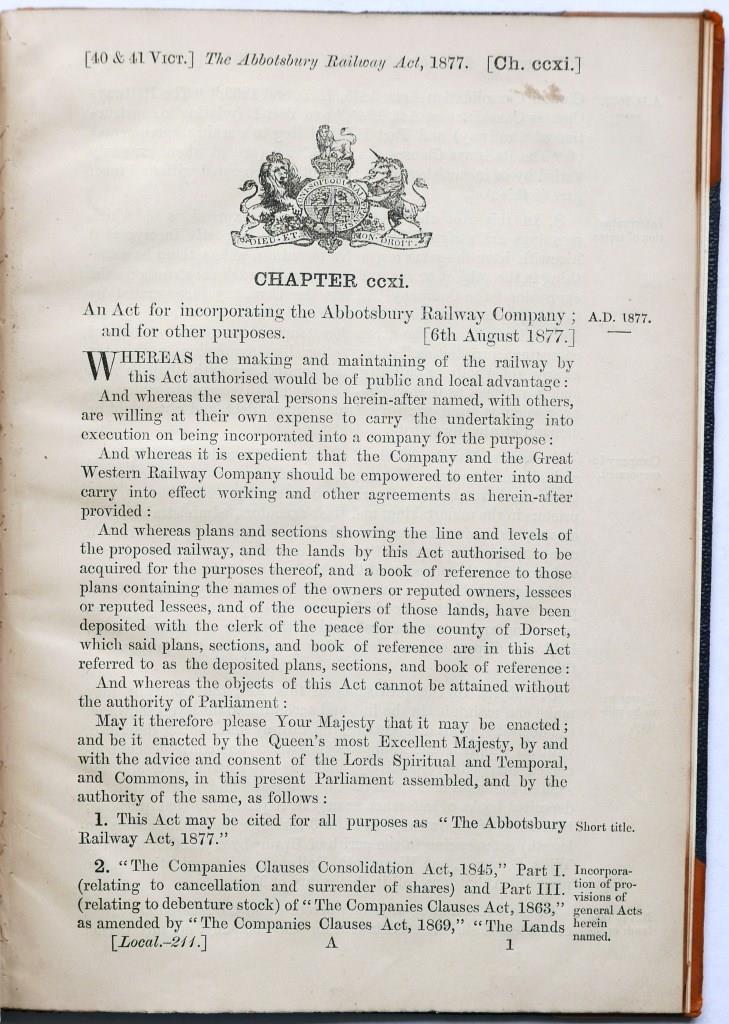 [40 & 41 VICT.] The Abbotsbury Railway Act, 1877. [Ch. ccxi.]
DIEU · ET · MON · DROIT ·
CHAPTER ccxi.
An Act for incorporating the Abbotsbury Railway Company ; A.D. 1877.
and for other purposes. [6th August 1877.]
WHEREAS the making and maintaining of the railway by
this Act authorised would be of public and local advantage :
And whereas the several persons herein-after named, with others,
are willing at their own expense to carry the undertaking into
execution on being incorporated into a company for the purpose :
And whereas it is expedient that the Company and the Great
Western Railway Company should be empowered to enter into and
carry into effect working and other agreements as herein-after
provided :
And whereas plans and sections showing the line and levels of
the proposed railway, and the lands by this Act authorised to be
acquired for the purposes thereof, and a book of reference to those
plans containing the names of the owners or reputed owners, lessees
or reputed lessees, and of the occupiers of those lands, have been
deposited with the clerk of the peace for the county of Dorset,
which said plans, sections, and book of reference are in this Act
referred to as the deposited plans, sections, and book of reference :
And whereas the objects of this Act cannot be attained without
the authority of Parliament :
May it therefore please Your Majesty that it may be enacted ;
and be it enacted by the Queen's most Excellent Majesty, by and
with the advice and consent of the Lords Spiritual and Temporal,
and Commons, in this present Parliament assembled, and by the
authority of the same, as follows :
1. This Act may be cited for all purposes as "The Abbotsbury
Railway Act, 1877."
Short title.
2. "The Companies Clauses Consolidation Act, 1845," Part I.
(relating to cancellation and surrender of shares) and Part III.
(relating to debenture stock) of "The Companies Clauses Act, 1863,"
as amended by "The Companies Clauses Act, 1869," "The Lands
Incorpora-
tion of pro-
visions of
general Acts
herein
named.
[Local.-211.] A 1